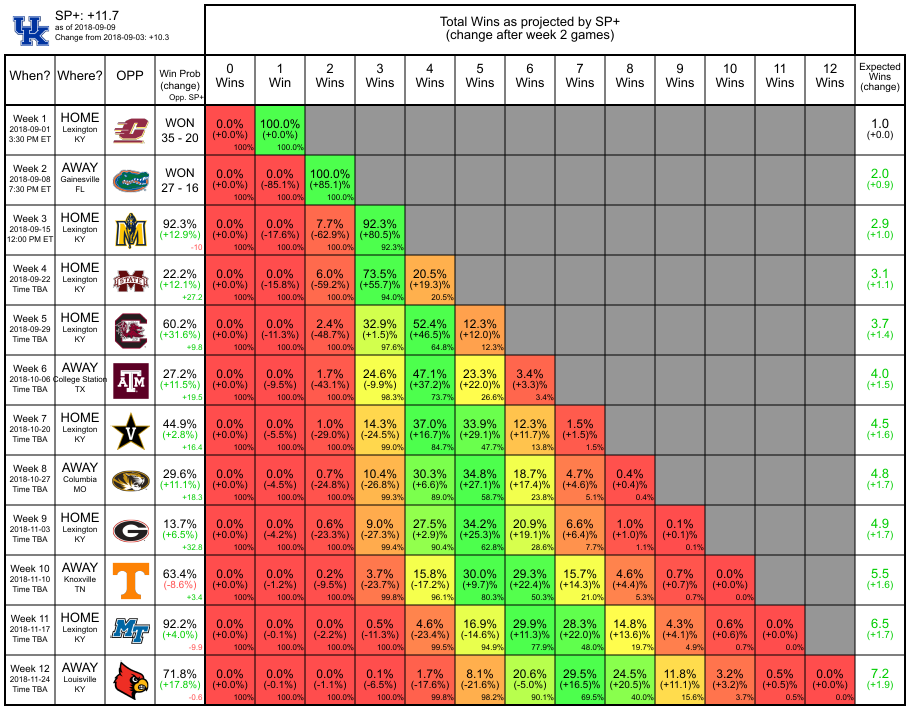 SP+: +11.7
as of 2018-09-09
Change from 2018-09-03: +10.3
Total Wins as projected by SP+
(change after week 2 games)
When? Where? OPP Win Prob (change) Opp. SP+ 0 Wins 1 Win 2 Wins 3 Wins 4 Wins 5 Wins 6 Wins 7 Wins 8 Wins 9 Wins 10 Wins 11 Wins 12 Wins Expected Wins (change)
Week 1 HOME WON 0.0% 100.0% 1.0
2018-09-01 Lexington 35 - 20 (+0.0%) (+0.0%) (+0.0)
3:30 PM ET KY 100% 100.0%
Week 2 AWAY WON 0.0% 0.0% 100.0% 2.0
2018-09-08 Gainesville 27 - 16 (+0.0%) (-85.1%) (+85.1)% (+0.9)
7:30 PM ET FL 100% 100.0% 100.0%
Week 3 HOME 92.3% 0.0% 0.0% 7.7% 92.3% 2.9
2018-09-15 Lexington (+12.9%) (+0.0%) (-17.6%) (-62.9%) (+80.5)% (+1.0)
12:00 PM ET KY -10 100% 100.0% 100.0% 92.3%
Week 4 HOME STATE 22.2% 0.0% 0.0% 6.0% 73.5% 20.5% 3.1
2018-09-22 Lexington (+12.1%) (+0.0%) (-15.8%) (-59.2%) (+55.7)% (+19.3)% (+1.1)
Time TBA KY +27.2 100% 100.0% 100.0% 94.0% 20.5%
Week 5 HOME 60.2% 0.0% 0.0% 2.4% 32.9% 52.4% 12.3% 3.7
2018-09-29 Lexington (+31.6%) (+0.0%) (-11.3%) (-48.7%) (+1.5)% (+46.5)% (+12.0)% (+1.4)
Time TBA KY +9.8 100% 100.0% 100.0% 97.6% 64.8% 12.3%
Week 6 AWAY ATM 27.2% 0.0% 0.0% 1.7% 24.6% 47.1% 23.3% 3.4% 4.0
2018-10-06 College Station (+11.5%) (+0.0%) (-9.5%) (-43.1%) (-9.9%) (+37.2)% (+22.0)% (+3.3)% (+1.5)
Time TBA TX +19.5 100% 100.0% 100.0% 98.3% 73.7% 26.6% 3.4%
Week 7 HOME V 44.9% 0.0% 0.0% 1.0% 14.3% 37.0% 33.9% 12.3% 1.5% 4.5
2018-10-20 Lexington (+2.8%) (+0.0%) (-5.5%) (-29.0%) (-24.5%) (+16.7)% (+29.1)% (+11.7)% (+1.5)% (+1.6)
Time TBA KY +16.4 100% 100.0% 100.0% 99.0% 84.7% 47.7% 13.8% 1.5%
Week 8 AWAY 29.6% 0.0% 0.0% 0.7% 10.4% 30.3% 34.8% 18.7% 4.7% 0.4% 4.8
2018-10-27 Columbia (+11.1%) (+0.0%) (-4.5%) (-24.8%) (-26.8%) (+6.6)% (+27.1)% (+17.4)% (+4.6)% (+0.4)% (+1.7)
Time TBA MO +18.3 100% 100.0% 100.0% 99.3% 89.0% 58.7% 23.8% 5.1% 0.4%
Week 9 HOME G 13.7% 0.0% 0.0% 0.6% 9.0% 27.5% 34.2% 20.9% 6.6% 1.0% 0.1% 4.9
2018-11-03 Lexington (+6.5%) (+0.0%) (-4.2%) (-23.3%) (-27.3%) (+2.9)% (+25.3)% (+19.1)% (+6.4)% (+1.0)% (+0.1)% (+1.7)
Time TBA KY +32.8 100% 100.0% 100.0% 99.4% 90.4% 62.8% 28.6% 7.7% 1.1% 0.1%
Week 10 AWAY T 63.4% 0.0% 0.0% 0.2% 3.7% 15.8% 30.0% 29.3% 15.7% 4.6% 0.7% 0.0% 5.5
2018-11-10 Knoxville (-8.6%) (+0.0%) (-1.2%) (-9.5%) (-23.7%) (-17.2%) (+9.7)% (+22.4)% (+14.3)% (+4.4)% (+0.7)% (+0.0)% (+1.6)
Time TBA TN +3.4 100% 100.0% 100.0% 99.8% 96.1% 80.3% 50.3% 21.0% 5.3% 0.7% 0.0%
Week 11 HOME MT 92.2% 0.0% 0.0% 0.0% 0.5% 4.6% 16.9% 29.9% 28.3% 14.8% 4.3% 0.6% 0.0% 6.5
2018-11-17 Lexington (+4.0%) (+0.0%) (-0.1%) (-2.2%) (-11.3%) (-23.4%) (-14.6%) (+11.3)% (+22.0)% (+13.6)% (+4.1)% (+0.6)% (+0.0)% (+1.7)
Time TBA KY -9.9 100% 100.0% 100.0% 99.5% 94.9% 77.9% 48.0% 19.7% 4.9% 0.7% 0.0%
Week 12 AWAY 71.8% 0.0% 0.0% 0.0% 0.1% 1.7% 8.1% 20.6% 29.5% 24.5% 11.8% 3.2% 0.5% 0.0% 7.2
2018-11-24 Louisville (+17.8%) (+0.0%) (-0.1%) (-1.1%) (-6.5%) (-17.6%) (-21.6%) (-5.0%) (+16.5)% (+20.5)% (+11.1)% (+3.2)% (+0.5)% (+0.0)% (+1.9)
Time TBA KY -0.6 100% 100.0% 100.0% 100.0% 99.8% 98.2% 90.1% 69.5% 40.0% 15.6% 3.7% 0.5% 0.0%